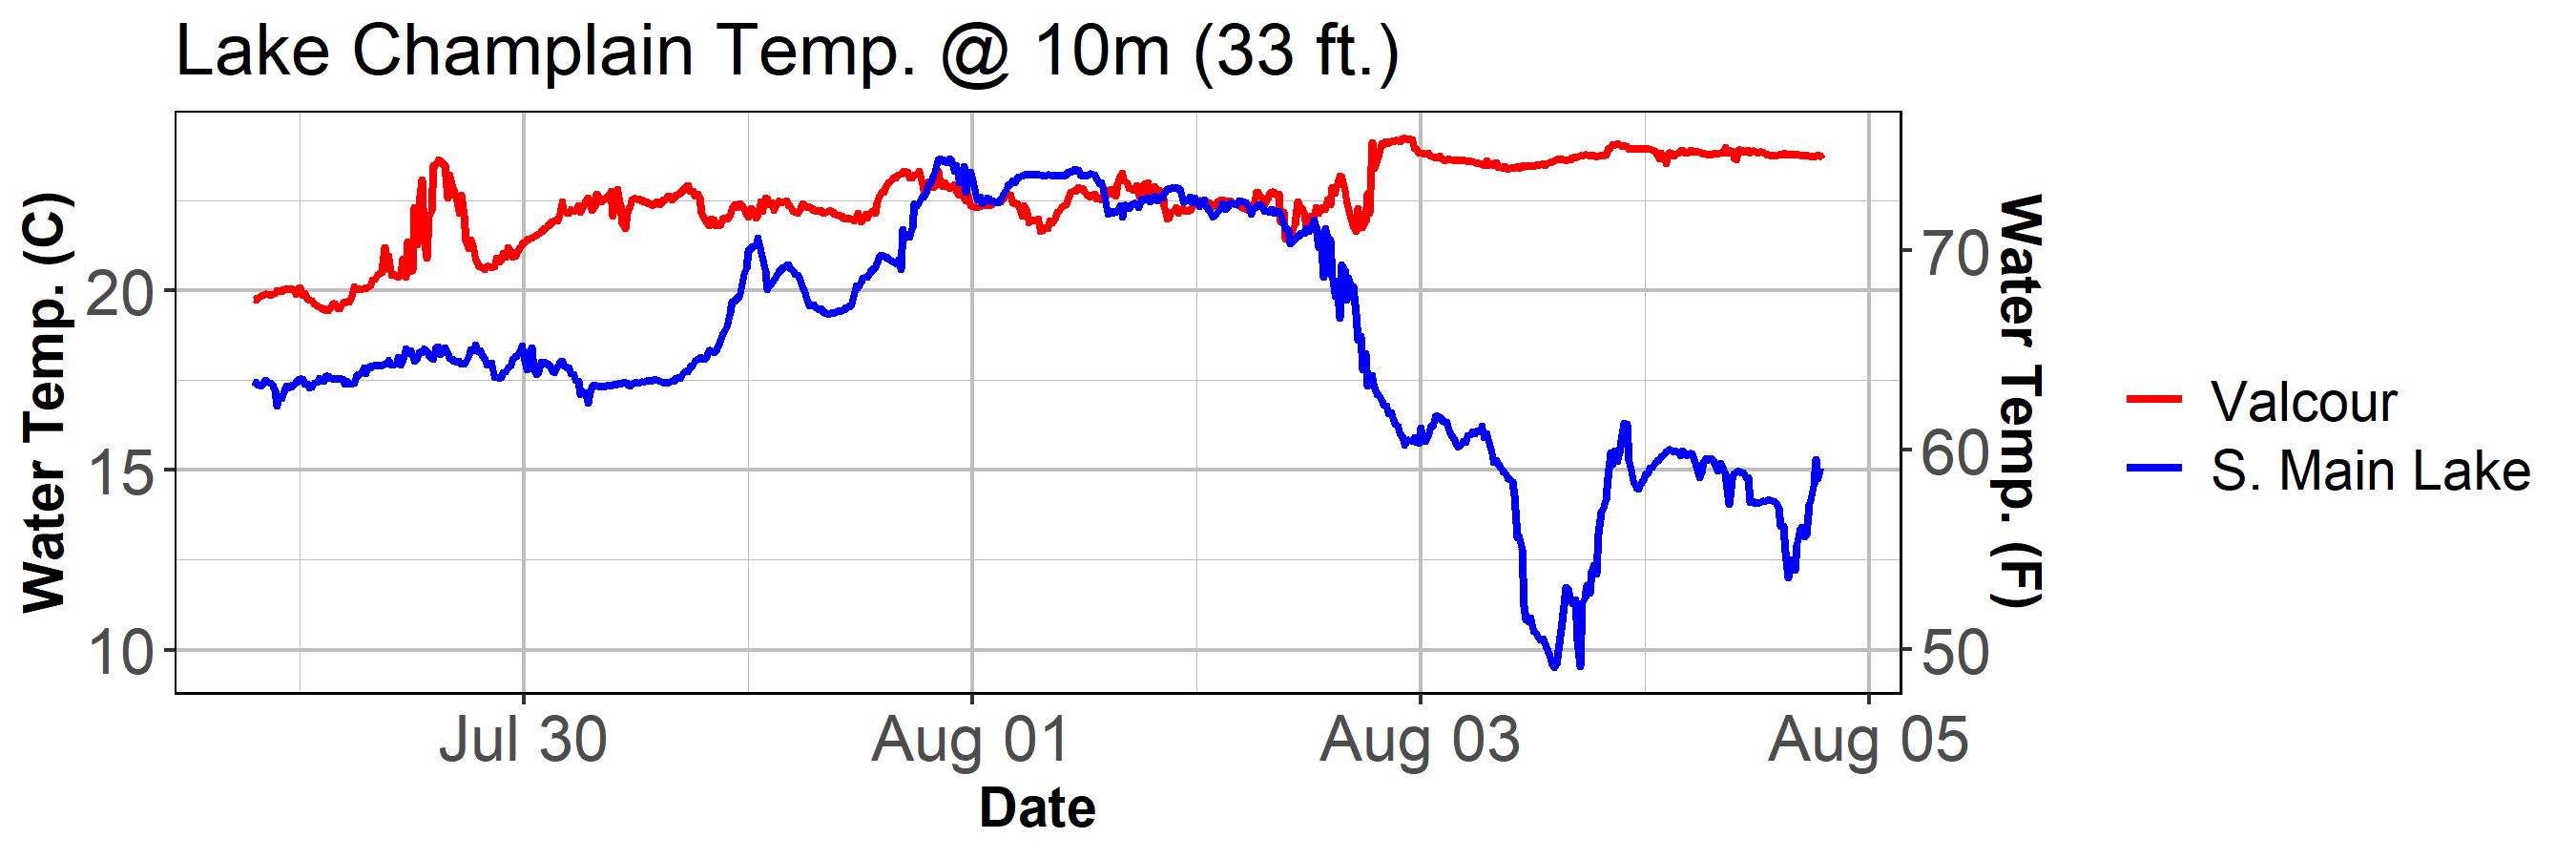 Lake Champlain Temp. @ 10m (33 ft.)
Water Temp. (C)
20
15
10
70
60
50
Water Temp. (F)
Jul 30
Aug 01
Aug 03
Aug 05
Date
Valcour
S. Main Lake